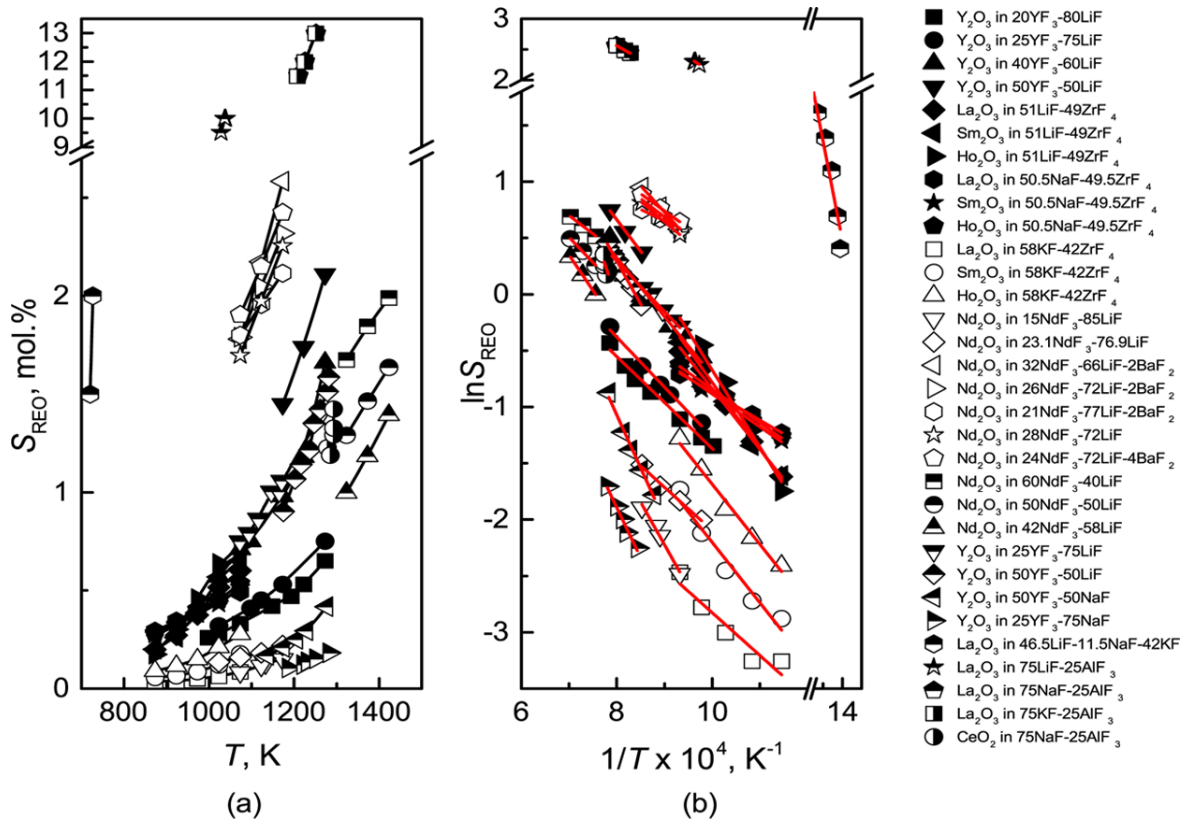 13
12
11.5
10
9
2
1
0
S_REO, mol.%
800 1000 1200 1400
T, K
(a)
2
1
0
-1
-2
-3
lnS_REO
6 8 10 14
1/T x 10^4, K^-1
(b)
Y2O3 in 20YF3-80LiF
Y2O3 in 25YF3-75LiF
Y2O3 in 40YF3-60LiF
Y2O3 in 50YF3-50LiF
La2O3 in 51LiF-49ZrF4
Sm2O3 in 51LiF-49ZrF4
Ho2O3 in 51LiF-49ZrF4
La2O3 in 50.5NaF-49.5ZrF4
Sm2O3 in 50.5NaF-49.5ZrF4
Ho2O3 in 50.5NaF-49.5ZrF4
La2O3 in 58KF-42ZrF4
Sm2O3 in 58KF-42ZrF4
Ho2O3 in 58KF-42ZrF4
Nd2O3 in 15NdF3-85LiF
Nd2O3 in 23.1NdF3-76.9LiF
Nd2O3 in 32NdF3-66LiF-2BaF2
Nd2O3 in 26NdF3-72LiF-2BaF2
Nd2O3 in 21NdF3-77LiF-2BaF2
Nd2O3 in 28NdF3-72LiF
Nd2O3 in 24NdF3-72LiF-4BaF2
Nd2O3 in 60NdF3-40LiF
Nd2O3 in 50NdF3-50LiF
Nd2O3 in 42NdF3-58LiF
Y2O3 in 25YF3-75LiF
Y2O3 in 50YF3-50LiF
Y2O3 in 50YF3-50NaF
Y2O3 in 25YF3-75NaF
La2O3 in 46.5LiF-11.5NaF-42KF
La2O3 in 75LiF-25AlF3
La2O3 in 75NaF-25AlF3
La2O3 in 75KF-25AlF3
CeO2 in 75NaF-25AlF3